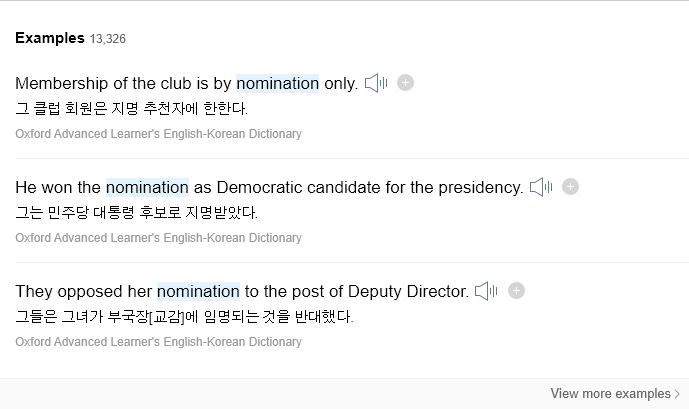 Examples 13,326
Membership of the club is by nomination only.
그 클럽 회원은 지명 추천자에 한한다.
Oxford Advanced Learner's English-Korean Dictionary
He won the nomination as Democratic candidate for the presidency.
그는 민주당 대통령 후보로 지명받았다.
Oxford Advanced Learner's English-Korean Dictionary
They opposed her nomination to the post of Deputy Director.
그들은 그녀가 부국장[교감]에 임명되는 것을 반대했다.
Oxford Advanced Learner's English-Korean Dictionary
View more examples